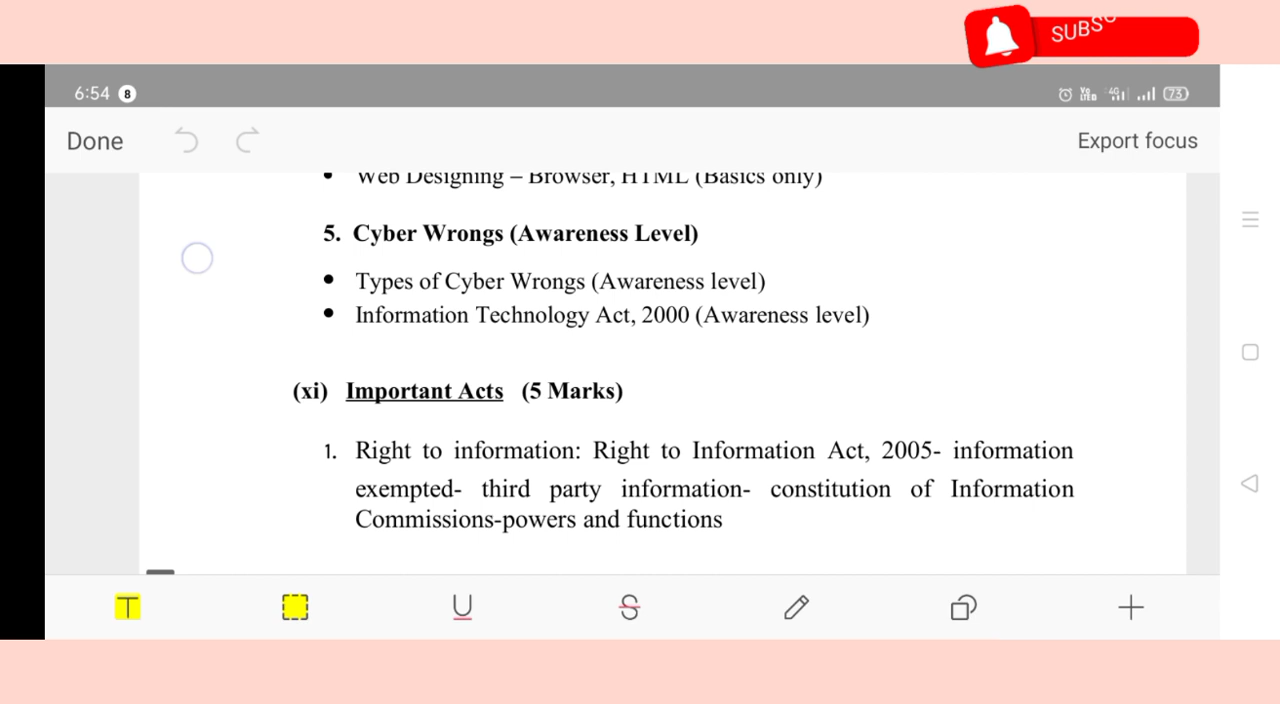 SUBS
6:54 8
73
Done
Export focus
Web Designing – Browser, HTML (Basics only)
5. Cyber Wrongs (Awareness Level)
• Types of Cyber Wrongs (Awareness level)
• Information Technology Act, 2000 (Awareness level)
(xi) Important Acts (5 Marks)
1. Right to information: Right to Information Act, 2005- information
exempted- third party information- constitution of Information
Commissions-powers and functions
T
U
S